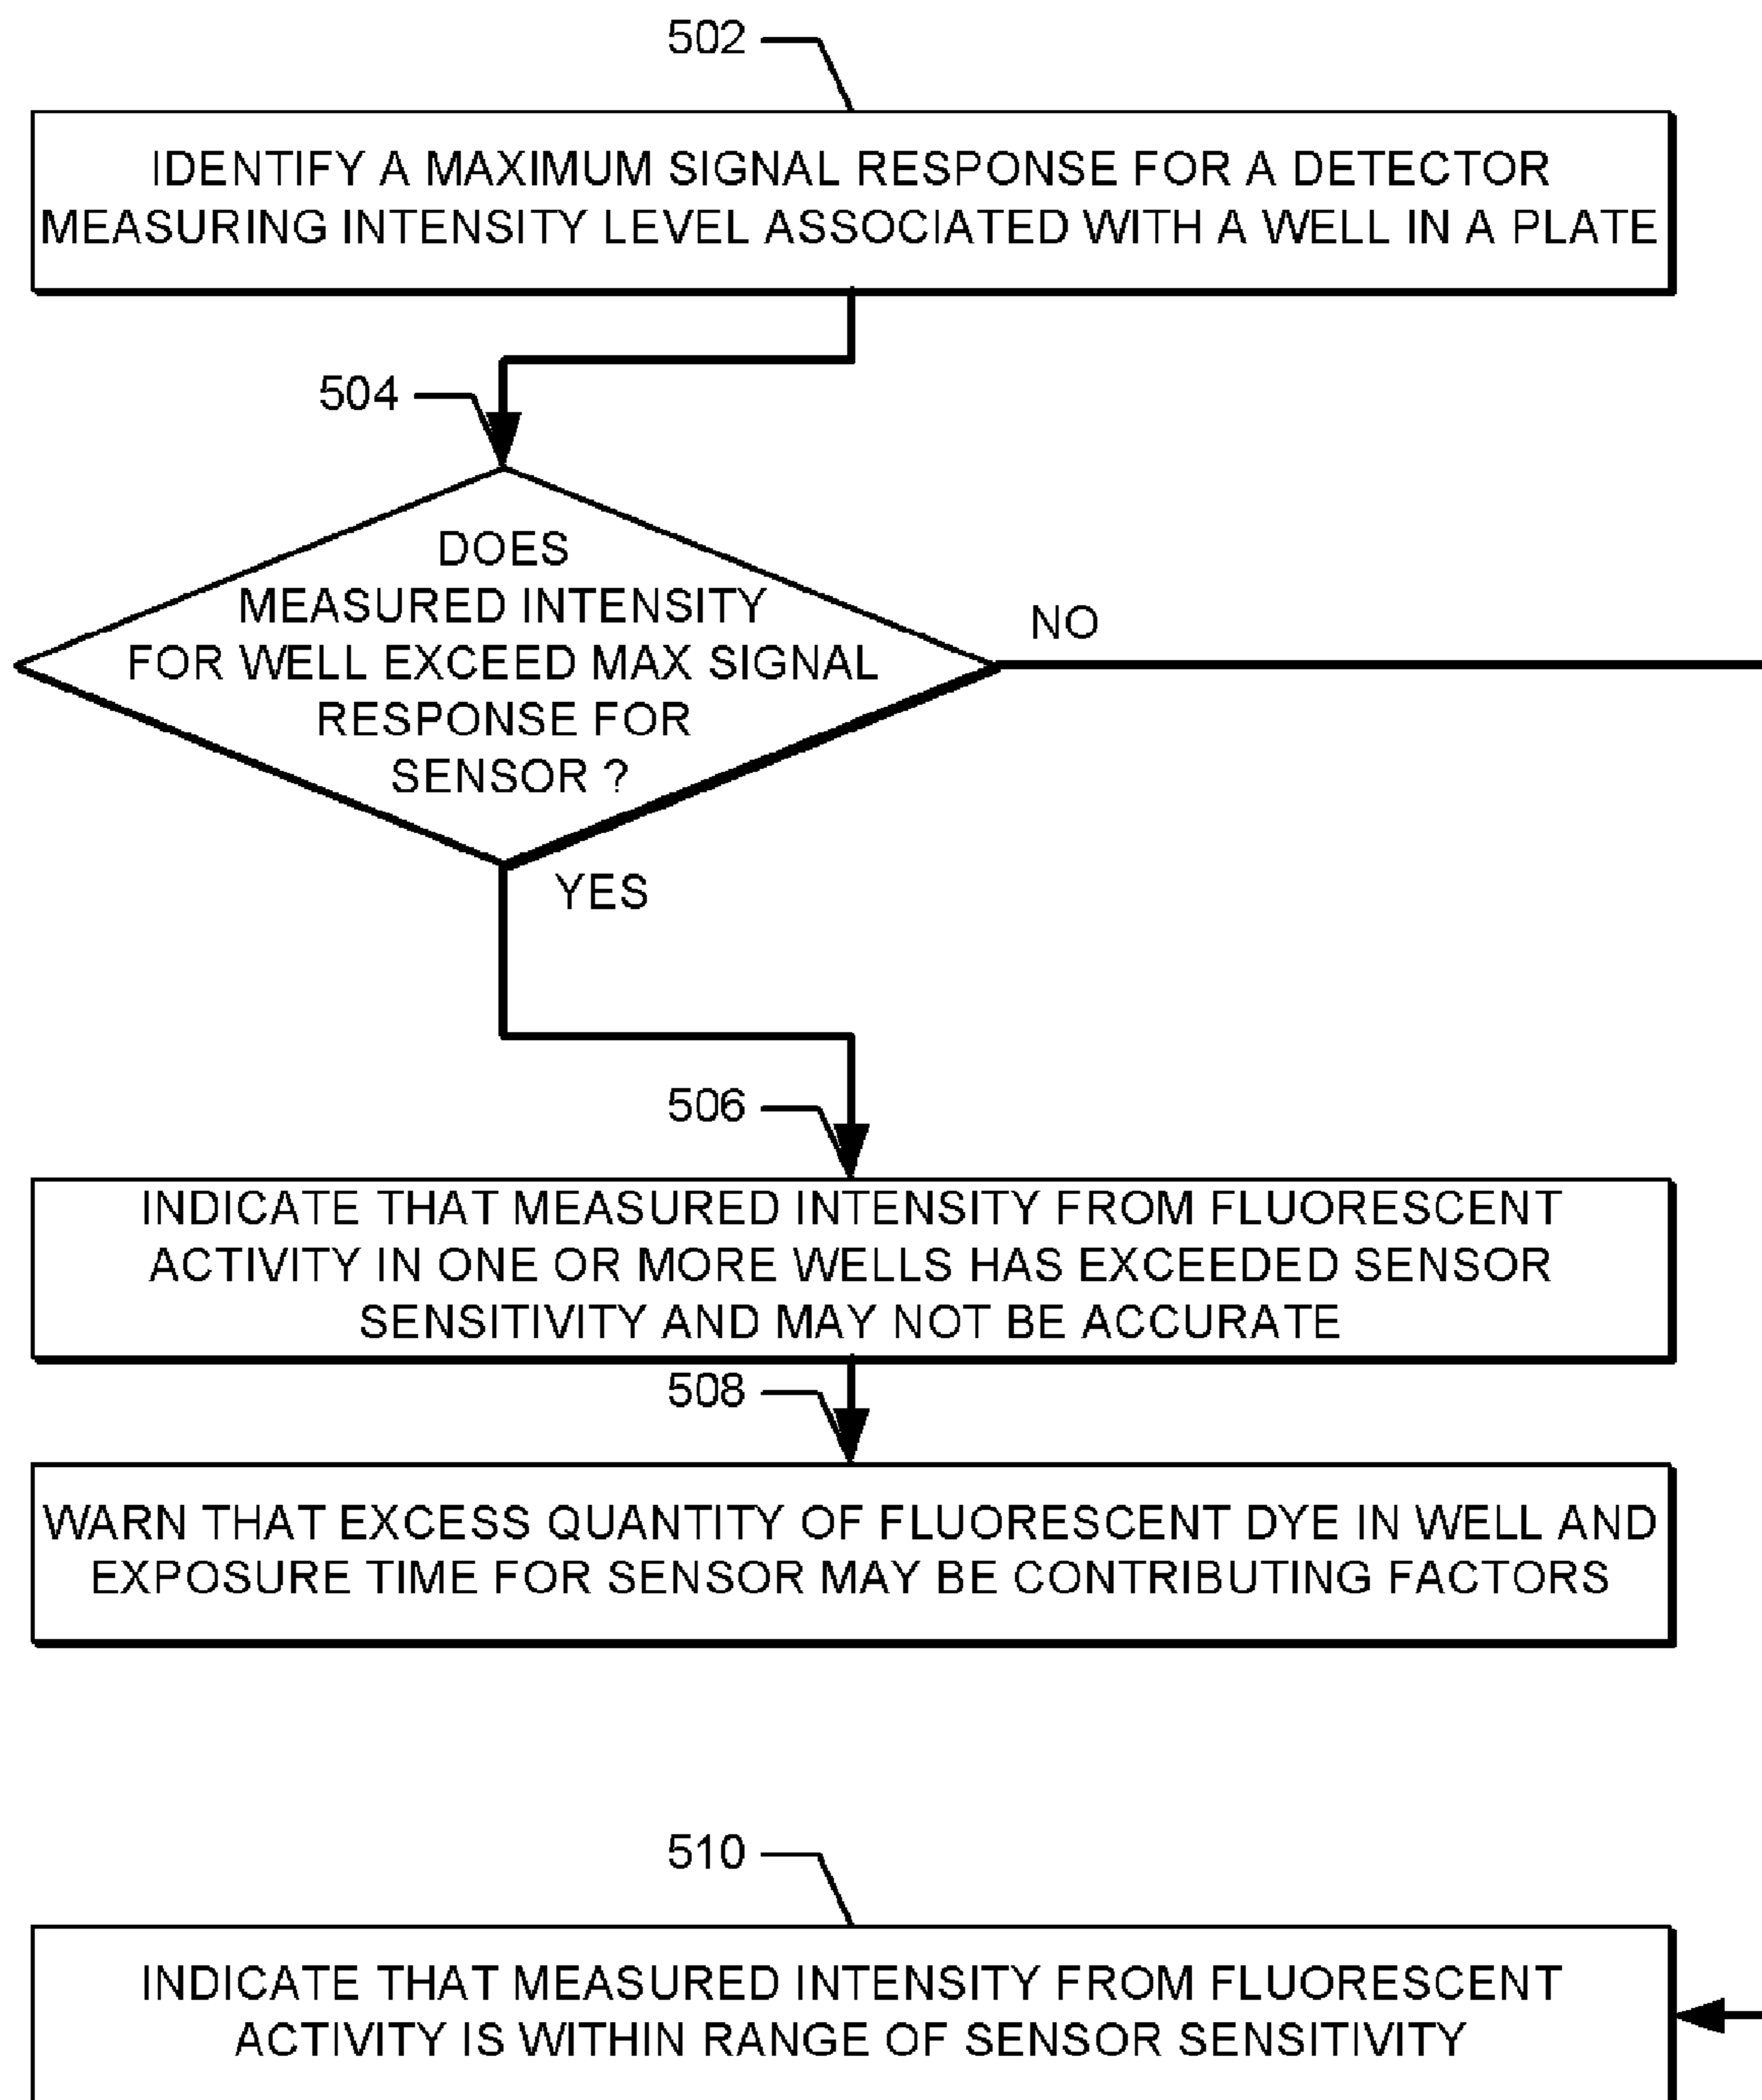 502
IDENTIFY A MAXIMUM SIGNAL RESPONSE FOR A DETECTOR
MEASURING INTENSITY LEVEL ASSOCIATED WITH A WELL IN A PLATE
504
DOES
MEASURED INTENSITY
FOR WELL EXCEED MAX SIGNAL
RESPONSE FOR
SENSOR ?
NO
YES
506
INDICATE THAT MEASURED INTENSITY FROM FLUORESCENT
ACTIVITY IN ONE OR MORE WELLS HAS EXCEEDED SENSOR
SENSITIVITY AND MAY NOT BE ACCURATE
508
WARN THAT EXCESS QUANTITY OF FLUORESCENT DYE IN WELL AND
EXPOSURE TIME FOR SENSOR MAY BE CONTRIBUTING FACTORS
510
INDICATE THAT MEASURED INTENSITY FROM FLUORESCENT
ACTIVITY IS WITHIN RANGE OF SENSOR SENSITIVITY